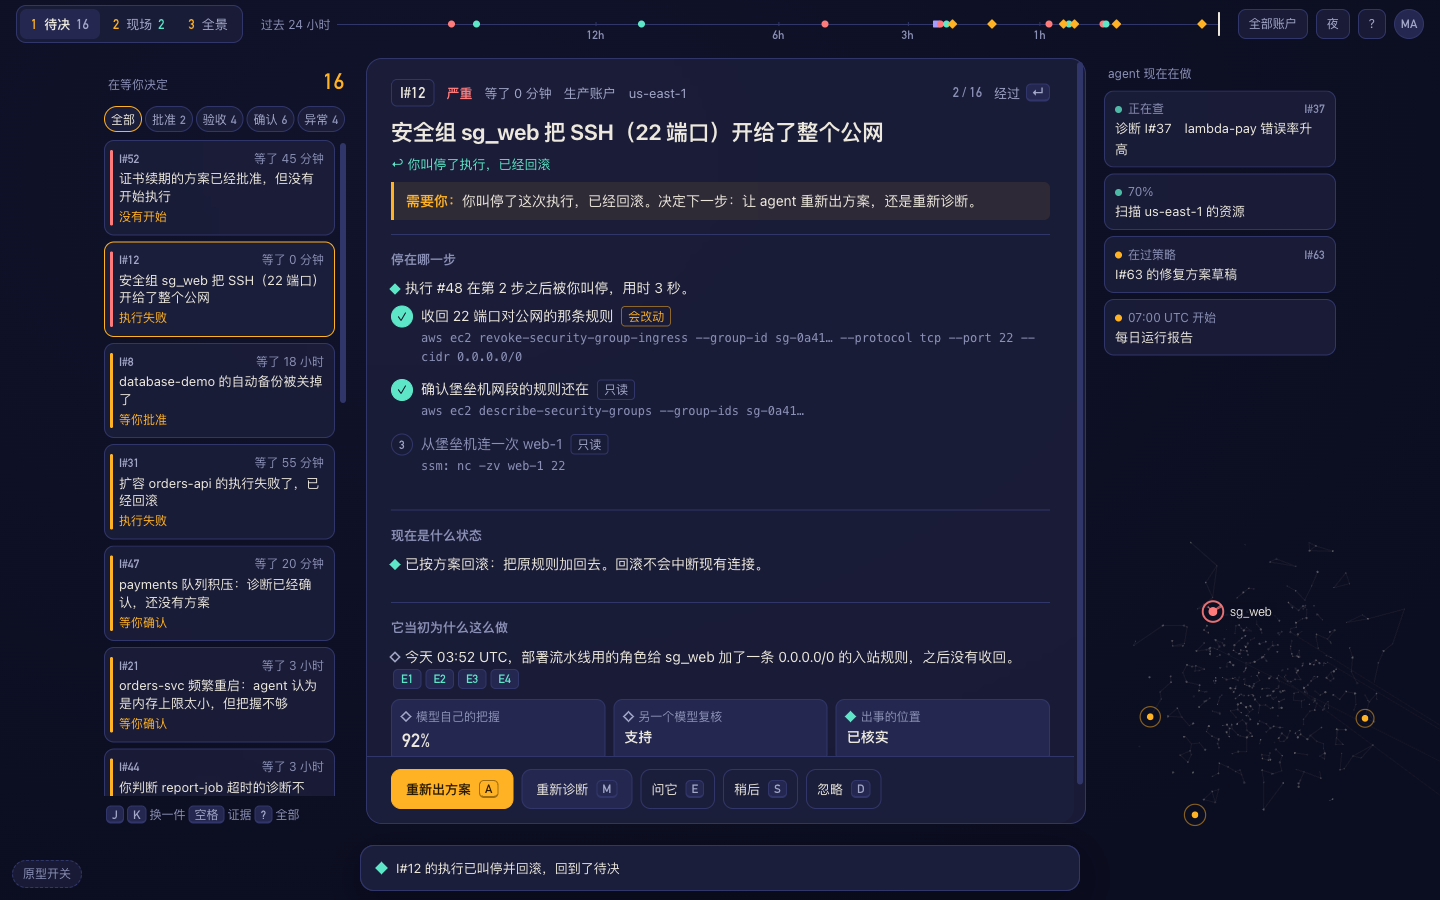 1 待决 16
2 现场 2
3 全景
过去 24 小时
12h
6h
3h
1h
全部账户
夜
?
MA
在等你决定
16
全部
批准 2
验收 4
确认 6
异常 4
I#52
等了 45 分钟
证书续期的方案已经批准，但没有
开始执行
没有开始
I#12
等了 0 分钟
安全组 sg_web 把 SSH（22 端口）
开给了整个公网
执行失败
I#8
等了 18 小时
database-demo 的自动备份被关掉
了
等你批准
I#31
等了 55 分钟
扩容 orders-api 的执行失败了，已
经回滚
执行失败
I#47
等了 20 分钟
payments 队列积压：诊断已经确
认，还没有方案
等你确认
I#21
等了 3 小时
orders-svc 频繁重启：agent 认为
是内存上限太小，但把握不够
等你确认
I#44
等了 3 小时
你判断 report-job 超时的诊断不
J K 换一件 空格 证据 ? 全部
原型开关
I#12
严重
等了 0 分钟
生产账户
us-east-1
2 / 16
经过
安全组 sg_web 把 SSH（22 端口）开给了整个公网
↩ 你叫停了执行，已经回滚
需要你：你叫停了这次执行，已经回滚。决定下一步：让 agent 重新出方案，还是重新诊断。
停在哪一步
执行 #48 在第 2 步之后被你叫停，用时 3 秒。
收回 22 端口对公网的那条规则 会改动
aws ec2 revoke-security-group-ingress --group-id sg-0a41… --protocol tcp --port 22 --
cidr 0.0.0.0/0
确认堡垒机网段的规则还在 只读
aws ec2 describe-security-groups --group-ids sg-0a41…
3 从堡垒机连一次 web-1 只读
ssm: nc -zv web-1 22
现在是什么状态
已按方案回滚：把原规则加回去。回滚不会中断现有连接。
它当初为什么这么做
今天 03:52 UTC，部署流水线用的角色给 sg_web 加了一条 0.0.0.0/0 的入站规则，之后没有收回。
E1 E2 E3 E4
模型自己的把握
92%
另一个模型复核
支持
出事的位置
已核实
重新出方案 A
重新诊断 M
问它 E
稍后 S
忽略 D
I#12 的执行已叫停并回滚，回到了待决
agent 现在在做
正在查
I#37
诊断 I#37 lambda-pay 错误率升
高
70%
扫描 us-east-1 的资源
在过策略
I#63
I#63 的修复方案草稿
07:00 UTC 开始
每日运行报告
sg_web